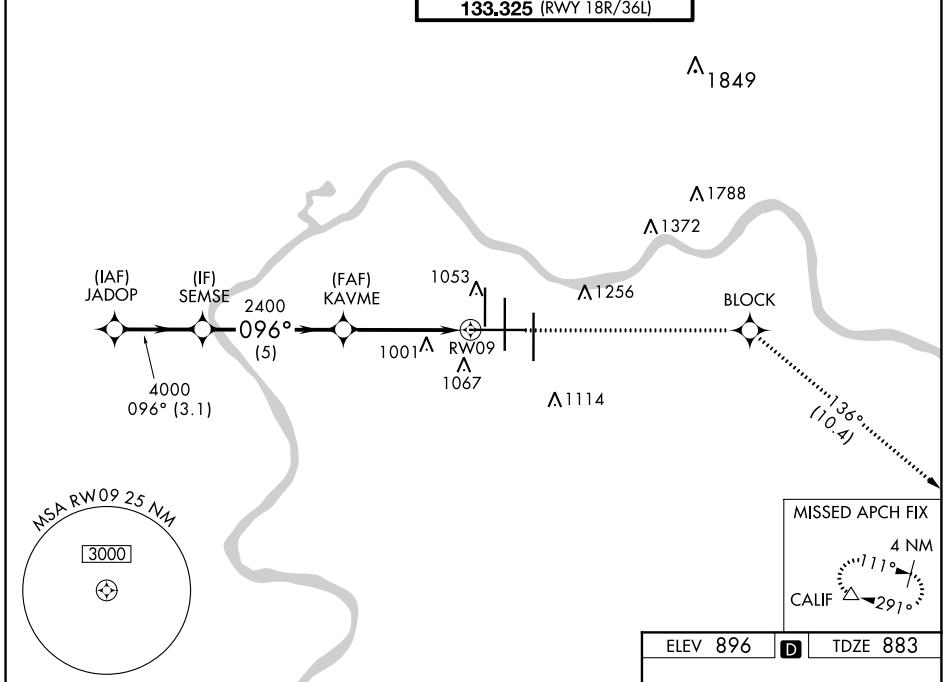 133.325 (RWY 18R/36L)
1849
1788
1372
(IAF)
JADOP
(IF)
SEMSE
2400
096°
(5)
(FAF)
KAVME
1053
1256
BLOCK
1001
RW09
1067
4000
096° (3.1)
1114
136°
(10.4)
MSA RW09 25 NM
3000
MISSED APCH FIX
4 NM
111°
CALIF
291°
ELEV 896 D TDZE 883